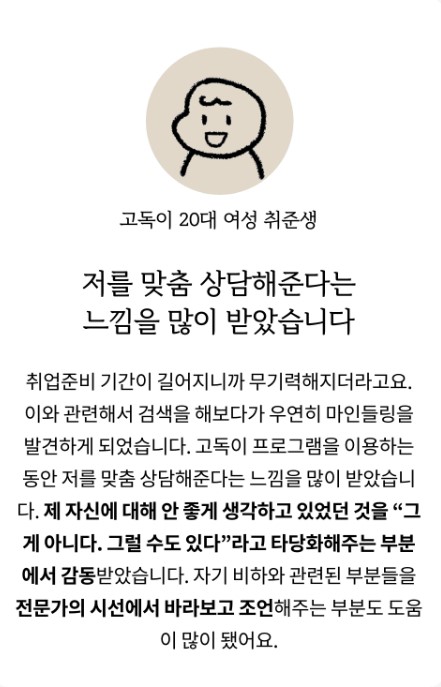 고독이 20대 여성 취준생
저를 맞춤 상담해준다는
느낌을 많이 받았습니다
취업준비 기간이 길어지니까 무기력해지더라고요.
이와 관련해서 검색을 해보다가 우연히 마인들링을
발견하게 되었습니다. 고독이 프로그램을 이용하는
동안 저를 맞춤 상담해준다는 느낌을 많이 받았습니
다. 제 자신에 대해 안 좋게 생각하고 있었던 것을 “그
게 아니다. 그럴 수도 있다”라고 타당화해주는 부분
에서 감동받았습니다. 자기 비하와 관련된 부분들을
전문가의 시선에서 바라보고 조언해주는 부분도 도움
이 많이 됐어요.